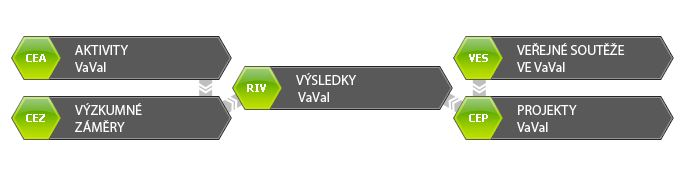 CEA
AKTIVITY
VaVaI
CEZ
VÝZKUMNÉ
ZÁMĚRY
RIV
VÝSLEDKY
VaVaI
VES
VEŘEJNÉ SOUTĚŽE
VE VaVaI
CEP
PROJEKTY
VaVaI